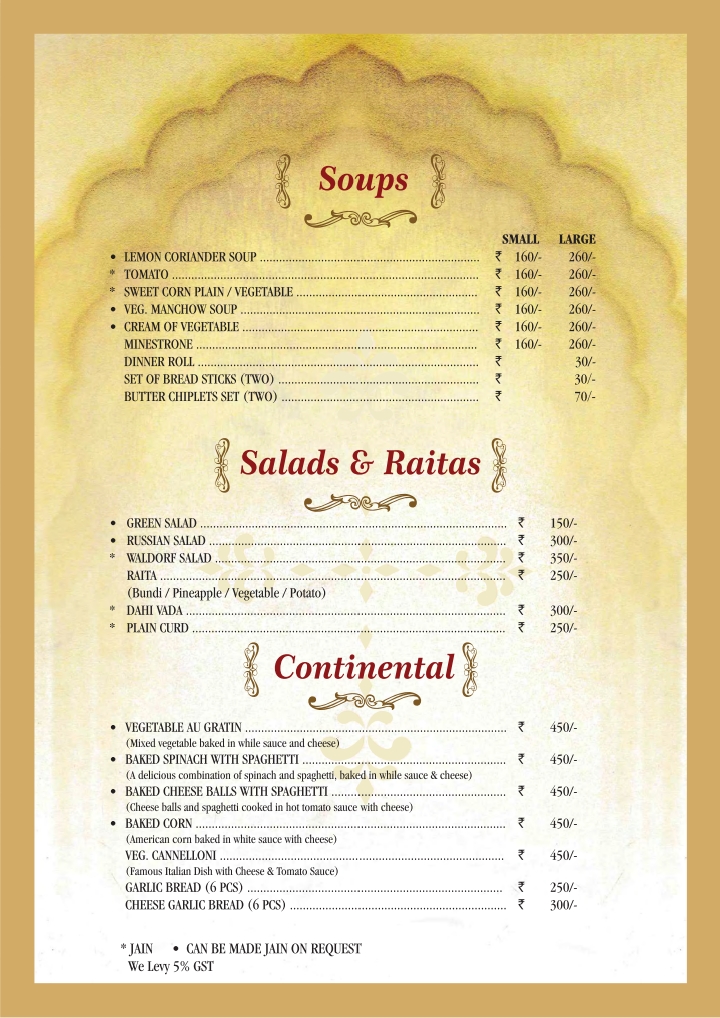 Soups
SMALL LARGE
• LEMON CORIANDER SOUP ₹ 160/- 260/-
* TOMATO ₹ 160/- 260/-
* SWEET CORN PLAIN / VEGETABLE ₹ 160/- 260/-
• VEG. MANCHOW SOUP ₹ 160/- 260/-
• CREAM OF VEGETABLE ₹ 160/- 260/-
MINESTRONE ₹ 160/- 260/-
DINNER ROLL ₹ 30/-
SET OF BREAD STICKS (TWO) ₹ 30/-
BUTTER CHIPLETS SET (TWO) ₹ 70/-
Salads & Raitas
• GREEN SALAD ₹ 150/-
• RUSSIAN SALAD ₹ 300/-
* WALDORF SALAD ₹ 350/-
RAITA ₹ 250/-
(Bundi / Pineapple / Vegetable / Potato)
* DAHI VADA ₹ 300/-
* PLAIN CURD ₹ 250/-
Continental
• VEGETABLE AU GRATIN ₹ 450/-
(Mixed vegetable baked in while sauce and cheese)
• BAKED SPINACH WITH SPAGHETTI ₹ 450/-
(A delicious combination of spinach and spaghetti, baked in while sauce & cheese)
• BAKED CHEESE BALLS WITH SPAGHETTI ₹ 450/-
(Cheese balls and spaghetti cooked in hot tomato sauce with cheese)
• BAKED CORN ₹ 450/-
(American corn baked in white sauce with cheese)
VEG. CANNELLONI ₹ 450/-
(Famous Italian Dish with Cheese & Tomato Sauce)
GARLIC BREAD (6 PCS) ₹ 250/-
CHEESE GARLIC BREAD (6 PCS) ₹ 300/-
* JAIN • CAN BE MADE JAIN ON REQUEST
We Levy 5% GST